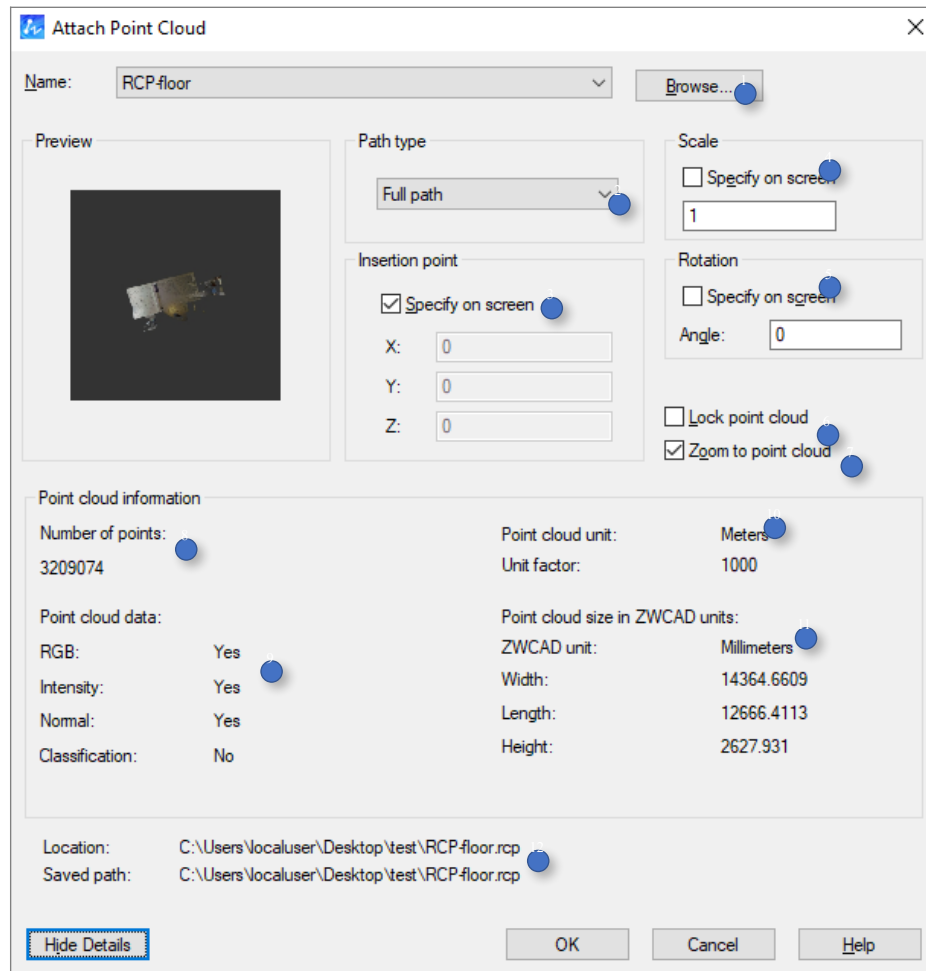 Attach Point Cloud
Name: RCP-floor Browse...
Preview
Path type
Full path
Scale
Specify on screen
1
Insertion point
Specify on screen
X: 0
Y: 0
Z: 0
Rotation
Specify on screen
Angle: 0
Lock point cloud
Zoom to point cloud
Point cloud information
Number of points:
3209074
Point cloud unit: Meters
Unit factor: 1000
Point cloud data:
RGB: Yes
Intensity: Yes
Normal: Yes
Classification: No
Point cloud size in ZWCAD units:
ZWCAD unit: Millimeters
Width: 14364.6609
Length: 12666.4113
Height: 2627.931
Location: C:\Users\localuser\Desktop\test\RCP-floor.rcp
Saved path: C:\Users\localuser\Desktop\test\RCP-floor.rcp
Hide Details OK Cancel Help